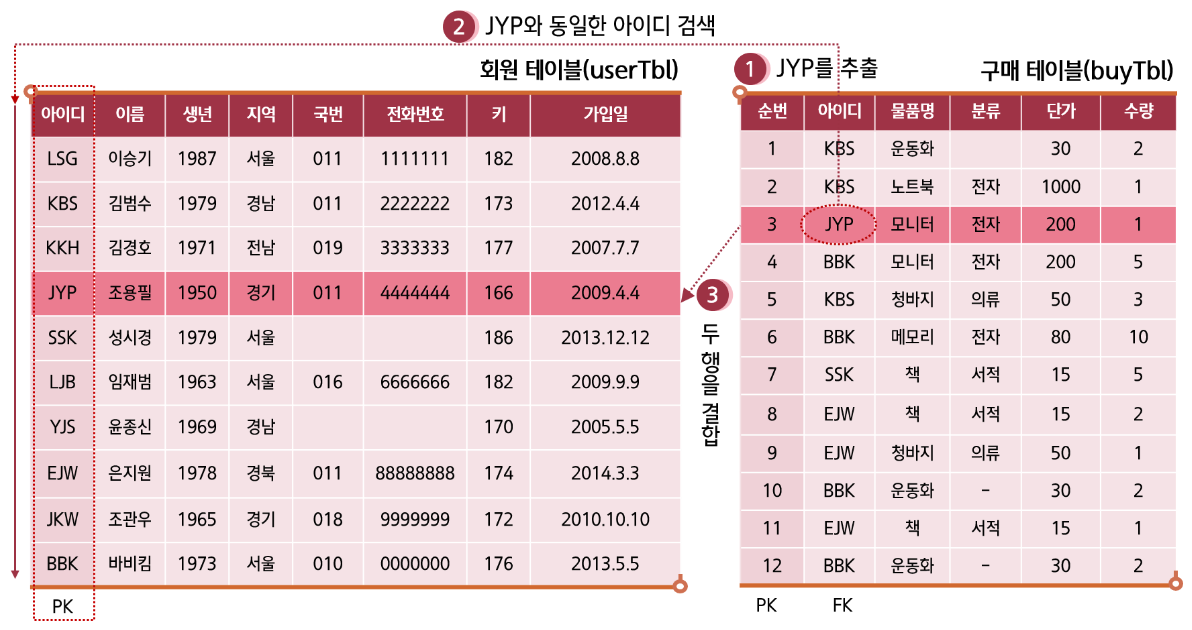 2 JYP와 동일한 아이디 검색
1 JYP를 추출
회원 테이블(userTbl)
아이디 이름 생년 지역 국번 전화번호 키 가입일
LSG 이승기 1987 서울 011 1111111 182 2008.8.8
KBS 김범수 1979 경남 011 2222222 173 2012.4.4
KKH 김경호 1971 전남 019 3333333 177 2007.7.7
JYP 조용필 1950 경기 011 4444444 166 2009.4.4
SSK 성시경 1979 서울 186 2013.12.12
LJB 임재범 1963 서울 016 6666666 182 2009.9.9
YJS 윤종신 1969 경남 170 2005.5.5
EJW 은지원 1978 경북 011 88888888 174 2014.3.3
JKW 조관우 1965 경기 018 9999999 172 2010.10.10
BBK 바비킴 1973 서울 010 0000000 176 2013.5.5
PK
3 두 행을 결합
구매 테이블(buyTbl)
순번 아이디 물품명 분류 단가 수량
1 KBS 운동화 30 2
2 KBS 노트북 전자 1000 1
3 JYP 모니터 전자 200 1
4 BBK 모니터 전자 200 5
5 KBS 청바지 의류 50 3
6 BBK 메모리 전자 80 10
7 SSK 책 서적 15 5
8 EJW 책 서적 15 2
9 EJW 청바지 의류 50 1
10 BBK 운동화 – 30 2
11 EJW 책 서적 15 1
12 BBK 운동화 – 30 2
PK FK